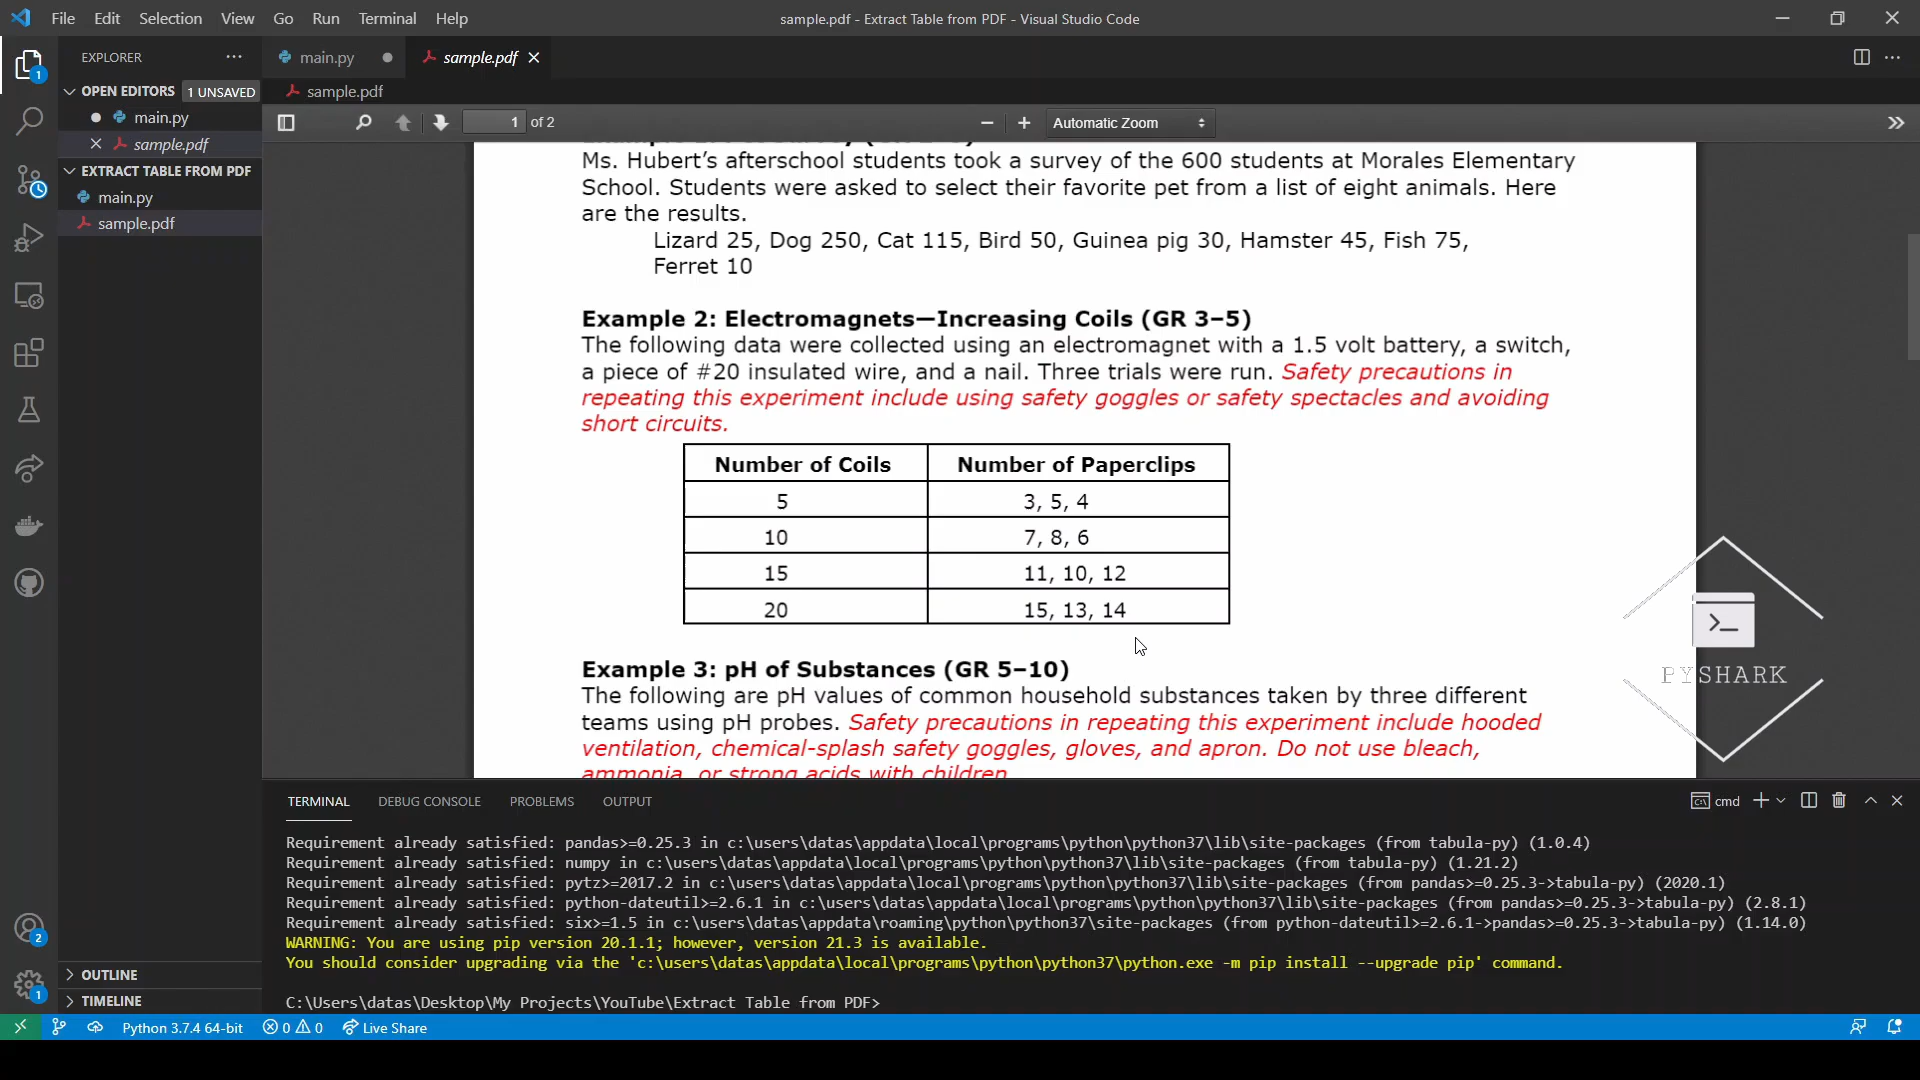 File Edit Selection View Go Run Terminal Help
sample.pdf - Extract Table from PDF - Visual Studio Code
EXPLORER
OPEN EDITORS 1 UNSAVED
main.py
sample.pdf
EXTRACT TABLE FROM PDF
main.py
sample.pdf
OUTLINE
TIMELINE
main.py sample.pdf
sample.pdf
1 of 2 Automatic Zoom
Ms. Hubert’s afterschool students took a survey of the 600 students at Morales Elementary
School. Students were asked to select their favorite pet from a list of eight animals. Here
are the results.
Lizard 25, Dog 250, Cat 115, Bird 50, Guinea pig 30, Hamster 45, Fish 75,
Ferret 10
Example 2: Electromagnets—Increasing Coils (GR 3–5)
The following data were collected using an electromagnet with a 1.5 volt battery, a switch,
a piece of #20 insulated wire, and a nail. Three trials were run. Safety precautions in
repeating this experiment include using safety goggles or safety spectacles and avoiding
short circuits.
Number of Coils Number of Paperclips
5 3, 5, 4
10 7, 8, 6
15 11, 10, 12
20 15, 13, 14
Example 3: pH of Substances (GR 5–10)
The following are pH values of common household substances taken by three different
teams using pH probes. Safety precautions in repeating this experiment include hooded
ventilation, chemical-splash safety goggles, gloves, and apron. Do not use bleach,
ammonia, or strong acids with children.
PYSHARK
TERMINAL DEBUG CONSOLE PROBLEMS OUTPUT
cmd
Requirement already satisfied: pandas>=0.25.3 in c:\users\datas\appdata\local\programs\python\python37\lib\site-packages (from tabula-py) (1.0.4)
Requirement already satisfied: numpy in c:\users\datas\appdata\local\programs\python\python37\lib\site-packages (from tabula-py) (1.21.2)
Requirement already satisfied: pytz>=2017.2 in c:\users\datas\appdata\local\programs\python\python37\lib\site-packages (from pandas>=0.25.3->tabula-py) (2020.1)
Requirement already satisfied: python-dateutil>=2.6.1 in c:\users\datas\appdata\local\programs\python\python37\lib\site-packages (from pandas>=0.25.3->tabula-py) (2.8.1)
Requirement already satisfied: six>=1.5 in c:\users\datas\appdata\roaming\python\python37\site-packages (from python-dateutil>=2.6.1->pandas>=0.25.3->tabula-py) (1.14.0)
WARNING: You are using pip version 20.1.1; however, version 21.3 is available.
You should consider upgrading via the 'c:\users\datas\appdata\local\programs\python\python37\python.exe -m pip install --upgrade pip' command.
C:\Users\datas\Desktop\My Projects\YouTube\Extract Table from PDF>
Python 3.7.4 64-bit 0 0 Live Share